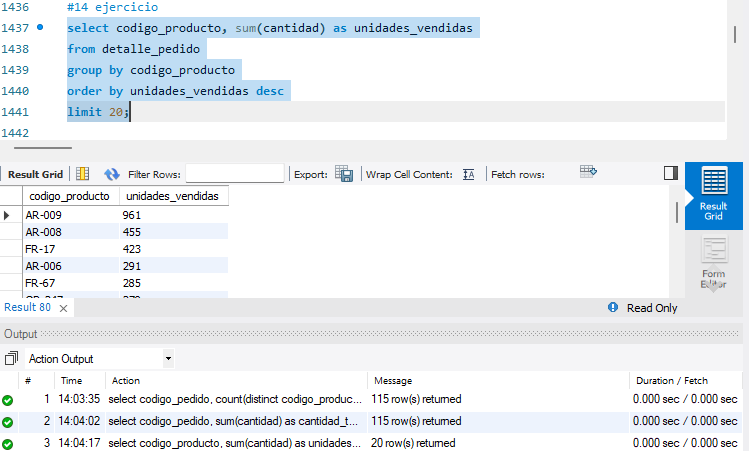 1436 #14 ejercicio
1437 select codigo_producto, sum(cantidad) as unidades_vendidas
1438 from detalle_pedido
1439 group by codigo_producto
1440 order by unidades_vendidas desc
1441 limit 20;
1442
Result Grid Filter Rows: Export: Wrap Cell Content: Fetch rows:
codigo_producto unidades_vendidas
AR-009 961
AR-008 455
FR-17 423
AR-006 291
FR-67 285
Result Grid
Form Editor
Result 80 Read Only
Output
Action Output
# Time Action Message Duration / Fetch
1 14:03:35 select codigo_pedido, count(distinct codigo_produc... 115 row(s) returned 0.000 sec / 0.000 sec
2 14:04:02 select codigo_pedido, sum(cantidad) as cantidad_t... 115 row(s) returned 0.000 sec / 0.000 sec
3 14:04:17 select codigo_producto, sum(cantidad) as unidades... 20 row(s) returned 0.000 sec / 0.000 sec